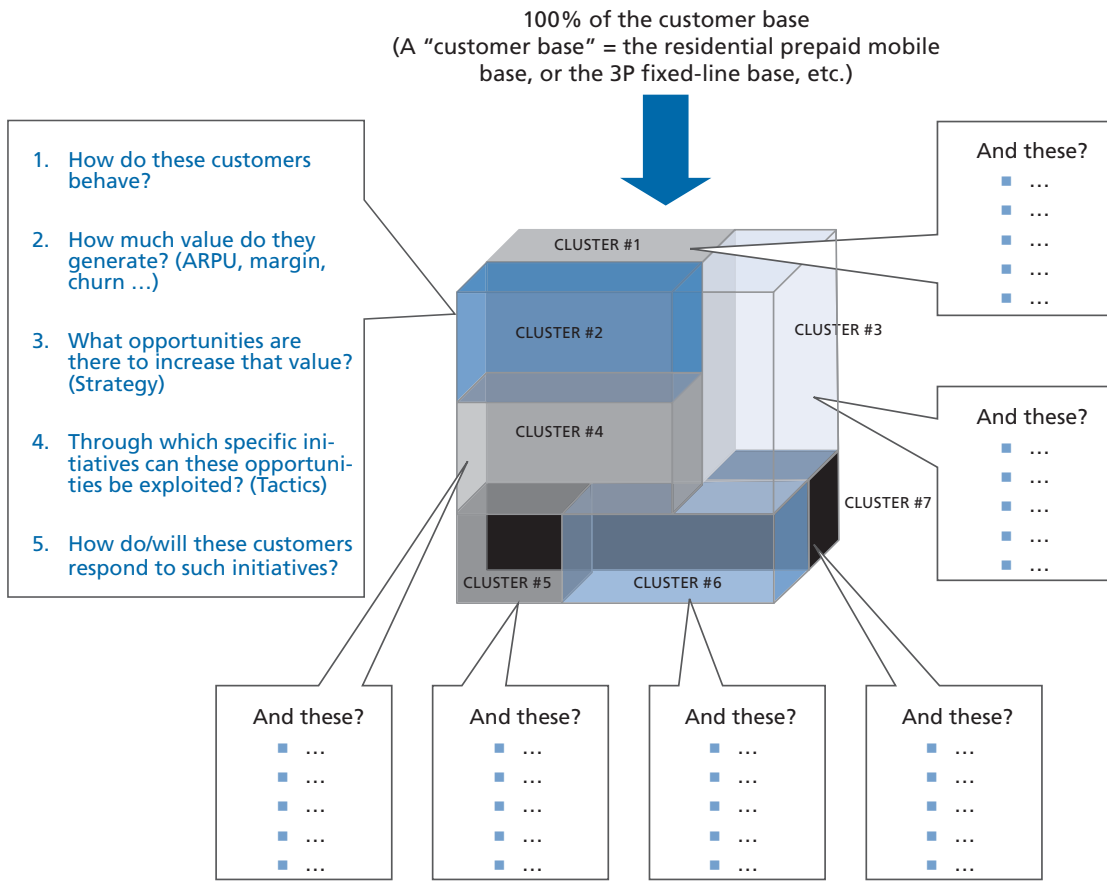 100% of the customer base
(A “customer base” = the residential prepaid mobile
base, or the 3P fixed-line base, etc.)
1. How do these customers
behave?
2. How much value do they
generate? (ARPU, margin,
churn …)
3. What opportunities are
there to increase that value?
(Strategy)
4. Through which specific ini-
tiatives can these opportuni-
ties be exploited? (Tactics)
5. How do/will these customers
respond to such initiatives?
CLUSTER #1
CLUSTER #2
CLUSTER #3
CLUSTER #4
CLUSTER #7
CLUSTER #5
CLUSTER #6
And these?
■ …
■ …
■ …
■ …
■ …
And these?
■ …
■ …
■ …
■ …
■ …
And these?
■ …
■ …
■ …
■ …
■ …
And these?
■ …
■ …
■ …
■ …
■ …
And these?
■ …
■ …
■ …
■ …
■ …
And these?
■ …
■ …
■ …
■ …
■ …